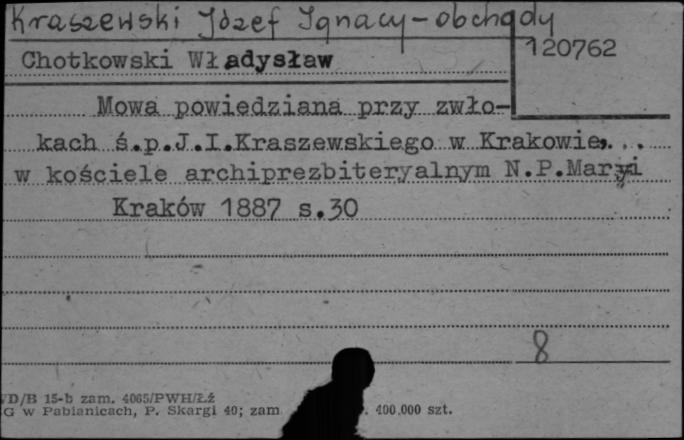 Kraszewski Józef Ignacy - obchody
120762
Chotkowski Władysław
Mowa powiedziana przy zwło-
kach ś.p.J.I.Kraszewskiego w Krakowie,...
w kościele archiprezbiteryalnym N.P.Maryi
Kraków 1887 s.30
8
D/B 15-b zam. 4065/PWH/Łż
G w Pabianicach, P. Skargi 40; zam. 400.000 szt.